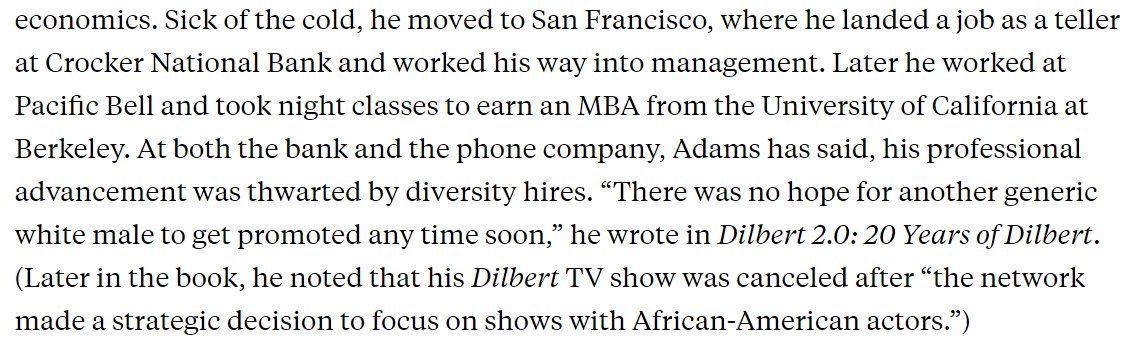 economics. Sick of the cold, he moved to San Francisco, where he landed a job as a teller
at Crocker National Bank and worked his way into management. Later he worked at
Pacific Bell and took night classes to earn an MBA from the University of California at
Berkeley. At both the bank and the phone company, Adams has said, his professional
advancement was thwarted by diversity hires. “There was no hope for another generic
white male to get promoted any time soon,” he wrote in Dilbert 2.0: 20 Years of Dilbert.
(Later in the book, he noted that his Dilbert TV show was canceled after “the network
made a strategic decision to focus on shows with African-American actors.”)